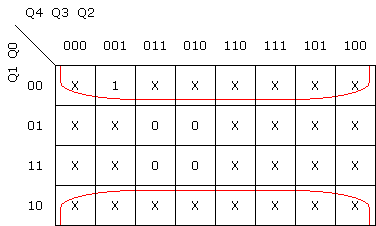 Q4 Q3 Q2
Q1 Q0
000 001 011 010 110 111 101 100
00 X 1 X X X X X X
01 X X 0 0 X X X X
11 X X 0 0 X X X X
10 X X X X X X X X